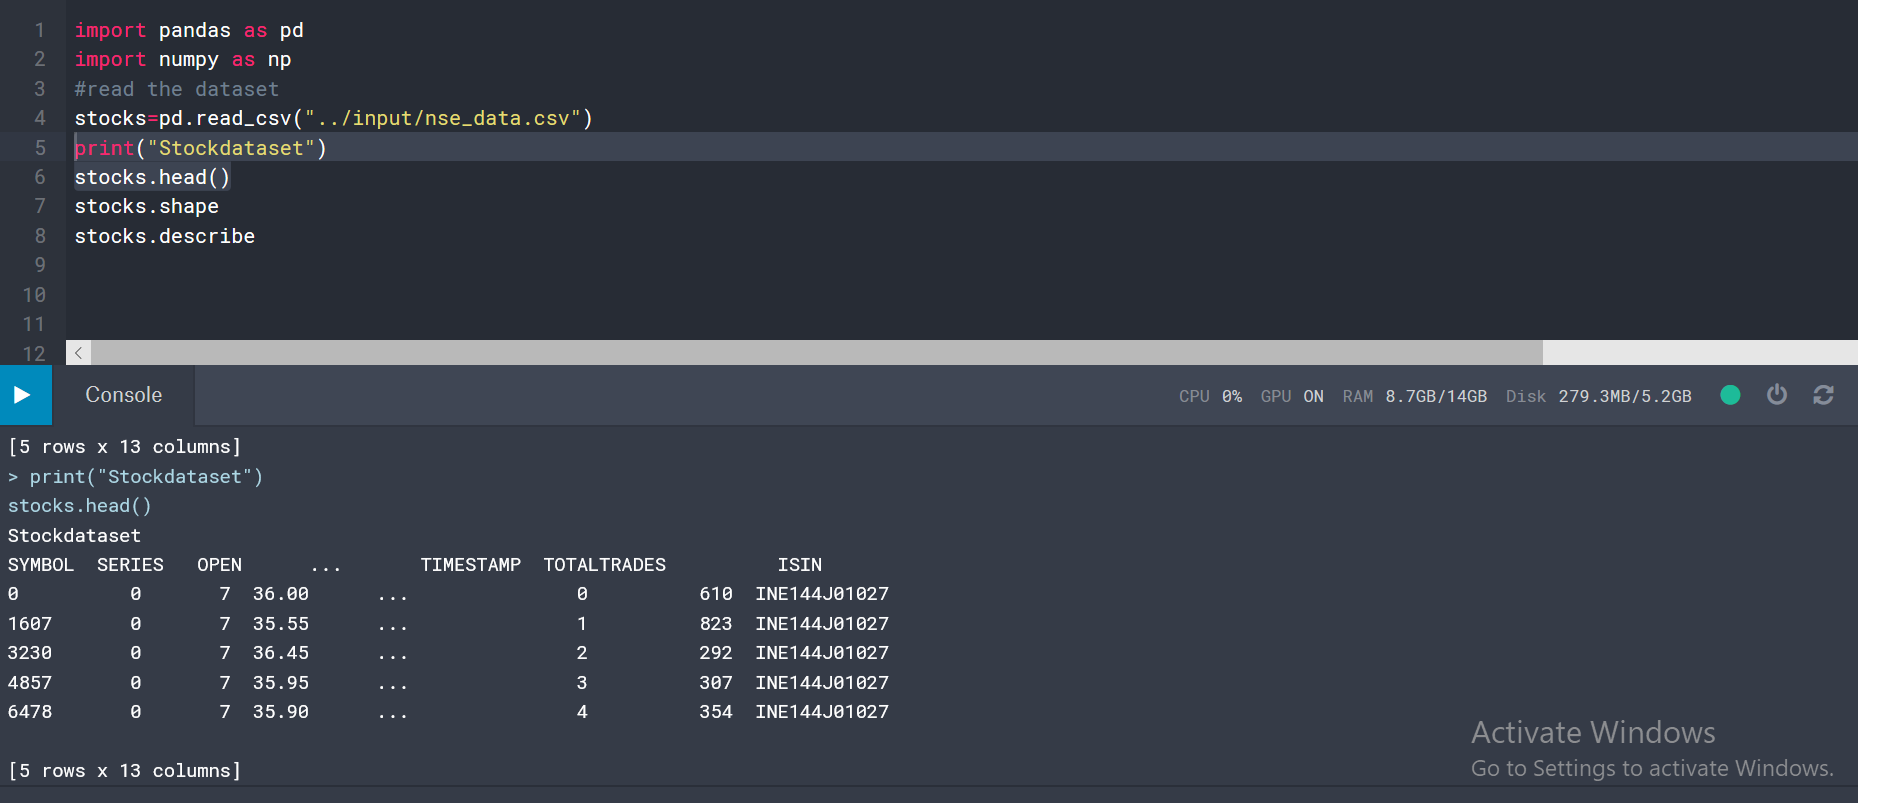 1 import pandas as pd
2 import numpy as np
3 #read the dataset
4 stocks=pd.read_csv("../input/nse_data.csv")
5 print("Stockdataset")
6 stocks.head()
7 stocks.shape
8 stocks.describe
9
10
11
12
Console CPU 0% GPU ON RAM 8.7GB/14GB Disk 279.3MB/5.2GB
[5 rows x 13 columns]
> print("Stockdataset")
stocks.head()
Stockdataset
SYMBOL SERIES OPEN ... TIMESTAMP TOTALTRADES ISIN
0 0 7 36.00 ... 0 610 INE144J01027
1607 0 7 35.55 ... 1 823 INE144J01027
3230 0 7 36.45 ... 2 292 INE144J01027
4857 0 7 35.95 ... 3 307 INE144J01027
6478 0 7 35.90 ... 4 354 INE144J01027
[5 rows x 13 columns]
Activate Windows
Go to Settings to activate Windows.